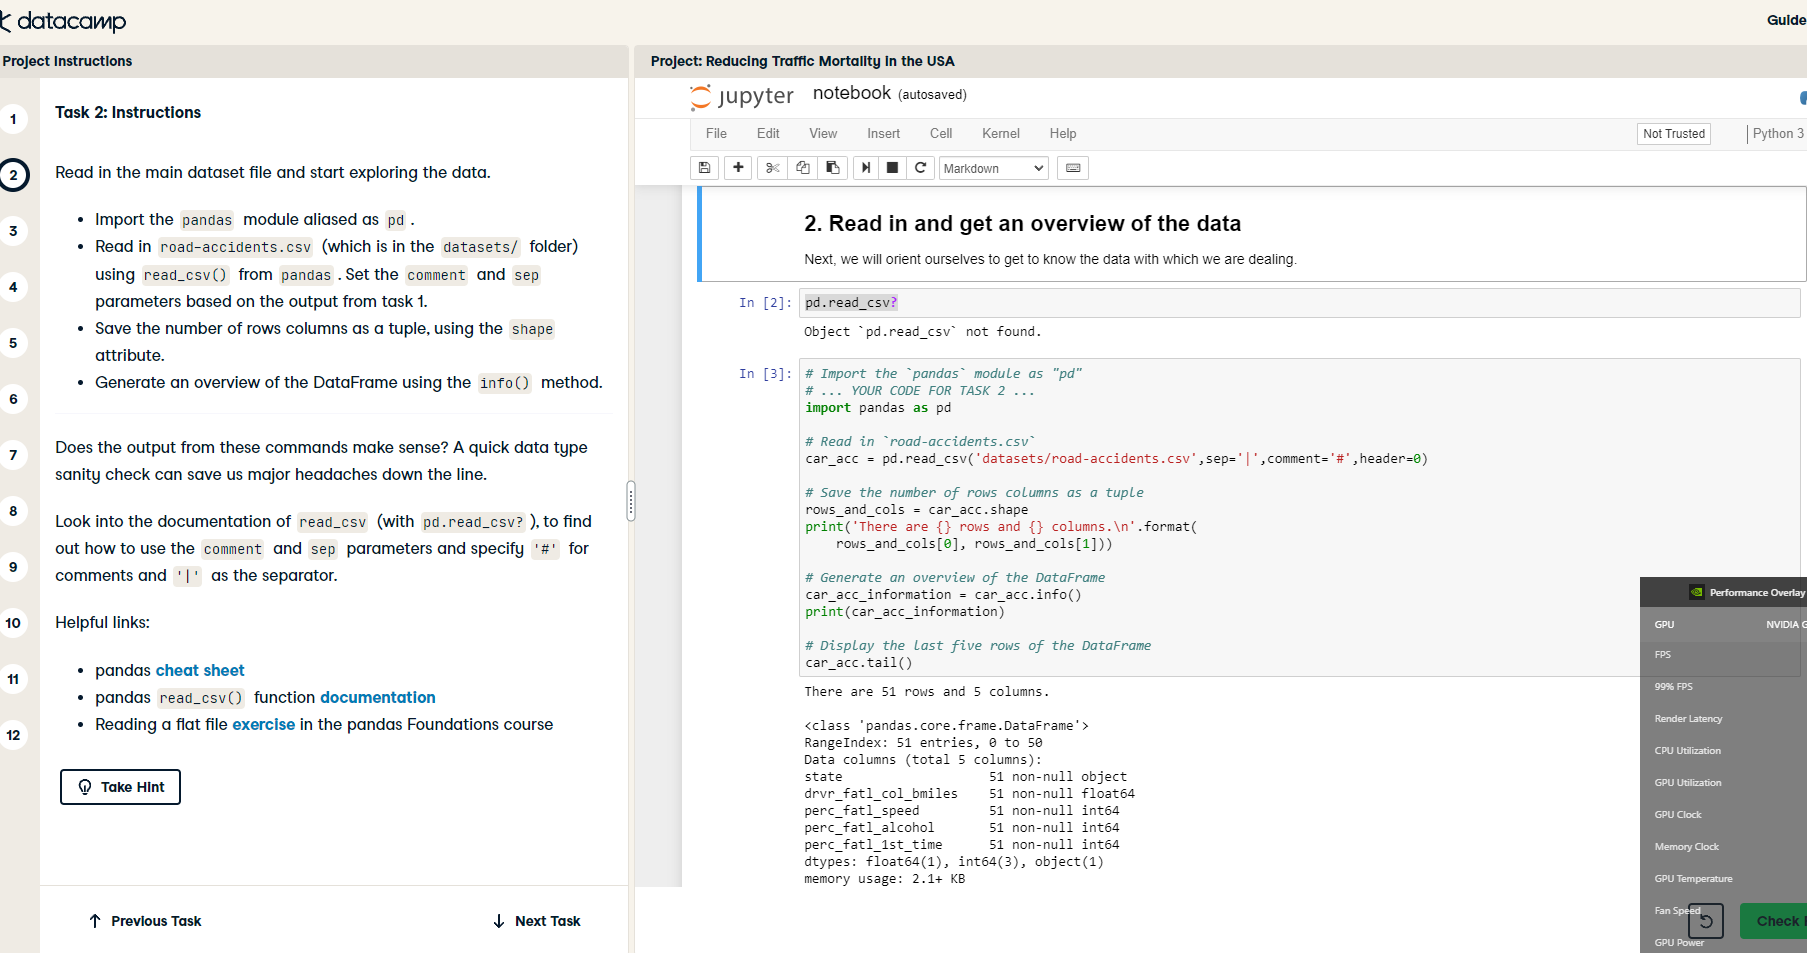 datacamp
Guide
Project Instructions
Project: Reducing Traffic Mortality in the USA
1
2
3
4
5
6
7
8
9
10
11
12
Task 2: Instructions
Read in the main dataset file and start exploring the data.
• Import the pandas module aliased as pd .
• Read in road-accidents.csv (which is in the datasets/ folder)
using read_csv() from pandas . Set the comment and sep
parameters based on the output from task 1.
• Save the number of rows columns as a tuple, using the shape
attribute.
• Generate an overview of the DataFrame using the info() method.
Does the output from these commands make sense? A quick data type
sanity check can save us major headaches down the line.
Look into the documentation of read_csv (with pd.read_csv? ), to find
out how to use the comment and sep parameters and specify '#' for
comments and '|' as the separator.
Helpful links:
• pandas cheat sheet
• pandas read_csv() function documentation
• Reading a flat file exercise in the pandas Foundations course
Take Hint
Previous Task
Next Task
jupyter notebook (autosaved)
File Edit View Insert Cell Kernel Help
Not Trusted
Python 3
Markdown
2. Read in and get an overview of the data
Next, we will orient ourselves to get to know the data with which we are dealing.
In [2]: pd.read_csv?
Object `pd.read_csv` not found.
In [3]: # Import the `pandas` module as "pd"
# ... YOUR CODE FOR TASK 2 ...
import pandas as pd
# Read in `road-accidents.csv`
car_acc = pd.read_csv('datasets/road-accidents.csv',sep='|',comment='#',header=0)
# Save the number of rows columns as a tuple
rows_and_cols = car_acc.shape
print('There are {} rows and {} columns.\n'.format(
rows_and_cols[0], rows_and_cols[1]))
# Generate an overview of the DataFrame
car_acc_information = car_acc.info()
print(car_acc_information)
# Display the last five rows of the DataFrame
car_acc.tail()
There are 51 rows and 5 columns.
<class 'pandas.core.frame.DataFrame'>
RangeIndex: 51 entries, 0 to 50
Data columns (total 5 columns):
state 51 non-null object
drvr_fatl_col_bmiles 51 non-null float64
perc_fatl_speed 51 non-null int64
perc_fatl_alcohol 51 non-null int64
perc_fatl_1st_time 51 non-null int64
dtypes: float64(1), int64(3), object(1)
memory usage: 2.1+ KB
Performance Overlay
GPU NVIDIA G
FPS
99% FPS
Render Latency
CPU Utilization
GPU Utilization
GPU Clock
Memory Clock
GPU Temperature
Fan Speed
GPU Power
Check